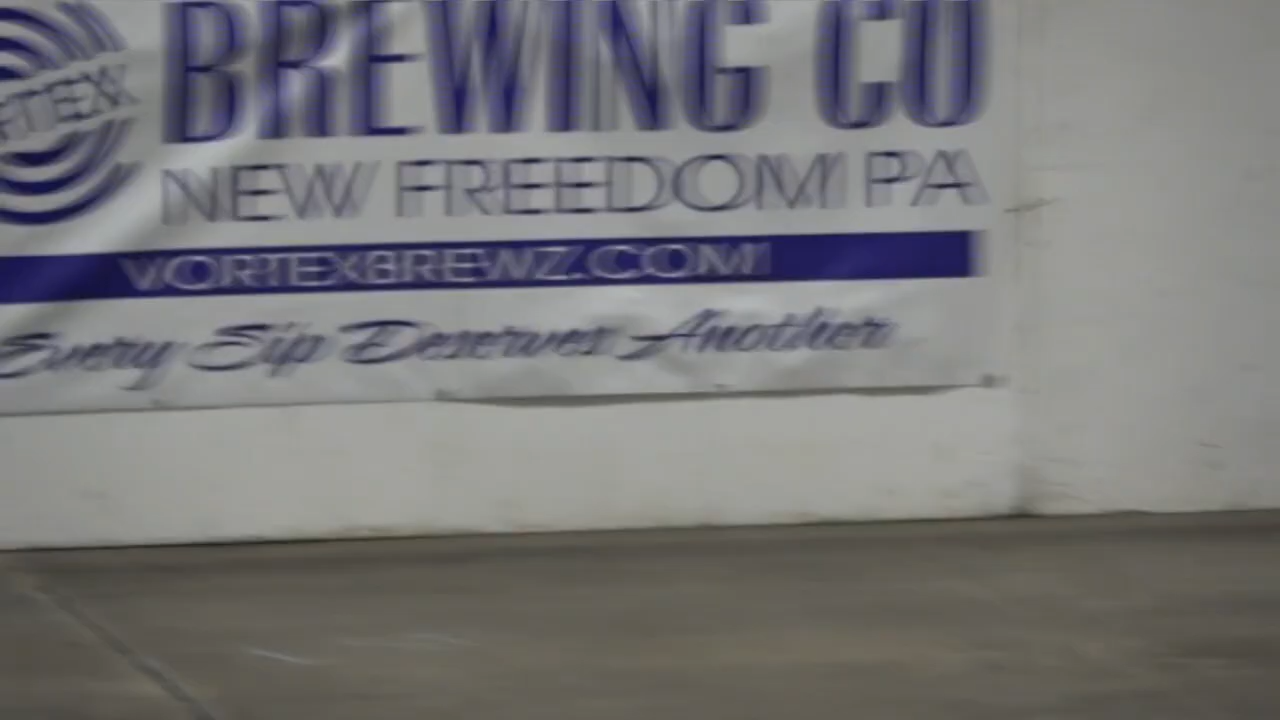 BREWING CO
NEW FREEDOM PA
VORTEXBREWZ.COM
Every Sip Deserves Another